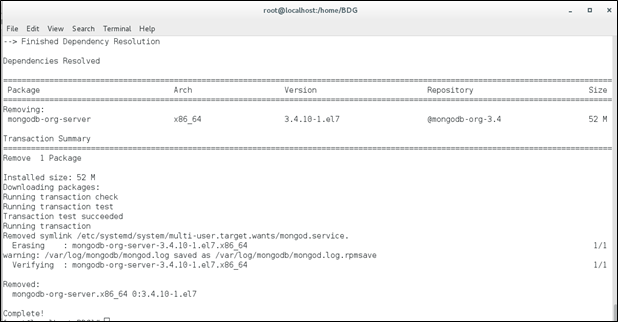 root@localhost:/home/BDG
File Edit View Search Terminal Help
--> Finished Dependency Resolution
Dependencies Resolved
================================================================================
Package Arch Version Repository Size
================================================================================
Removing:
mongodb-org-server x86_64 3.4.10-1.el7 @mongodb-org-3.4 52 M
Transaction Summary
================================================================================
Remove 1 Package
Installed size: 52 M
Downloading packages:
Running transaction check
Running transaction test
Transaction test succeeded
Running transaction
Removed symlink /etc/systemd/system/multi-user.target.wants/mongod.service.
Erasing : mongodb-org-server-3.4.10-1.el7.x86_64 1/1
warning: /var/log/mongodb/mongod.log saved as /var/log/mongodb/mongod.log.rpmsave
Verifying : mongodb-org-server-3.4.10-1.el7.x86_64 1/1
Removed:
mongodb-org-server.x86_64 0:3.4.10-1.el7
Complete!